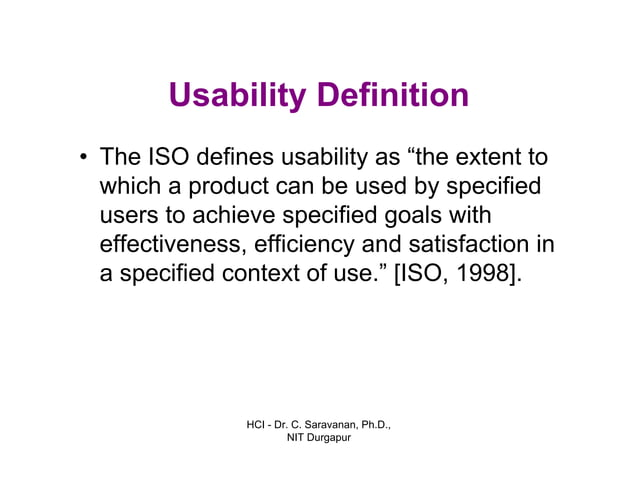 Usability Definition
• The ISO defines usability as “the extent to
which a product can be used by specified
users to achieve specified goals with
effectiveness, efficiency and satisfaction in
a specified context of use.” [ISO, 1998].
HCI - Dr. C. Saravanan, Ph.D.,
NIT Durgapur